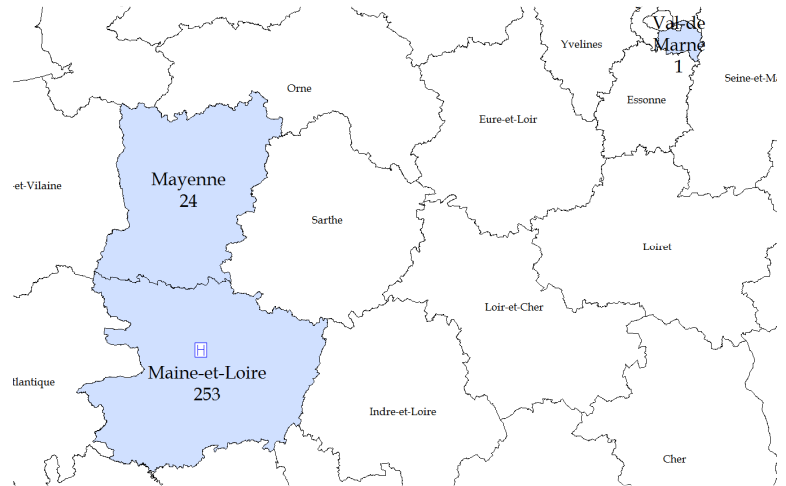 Val-de
Marne
1
Yvelines
Seine-et-Ma
Orne
Essonne
Eure-et-Loir
Mayenne
24
-et-Vilaine
Sarthe
Loiret
Loir-et-Cher
H
Maine-et-Loire
253
tlantique
Indre-et-Loire
Cher